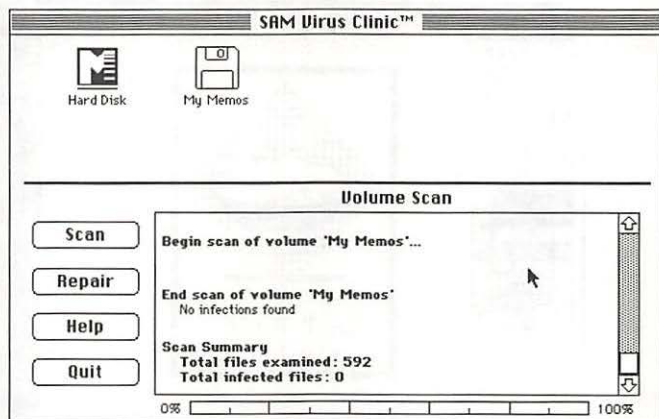 SAM Virus Clinic™
Hard Disk
My Memos
Volume Scan
Scan
Repair
Help
Quit
Begin scan of volume 'My Memos'...
End scan of volume 'My Memos'
No infections found
Scan Summary
Total files examined: 592
Total infected files: 0
0%
100%